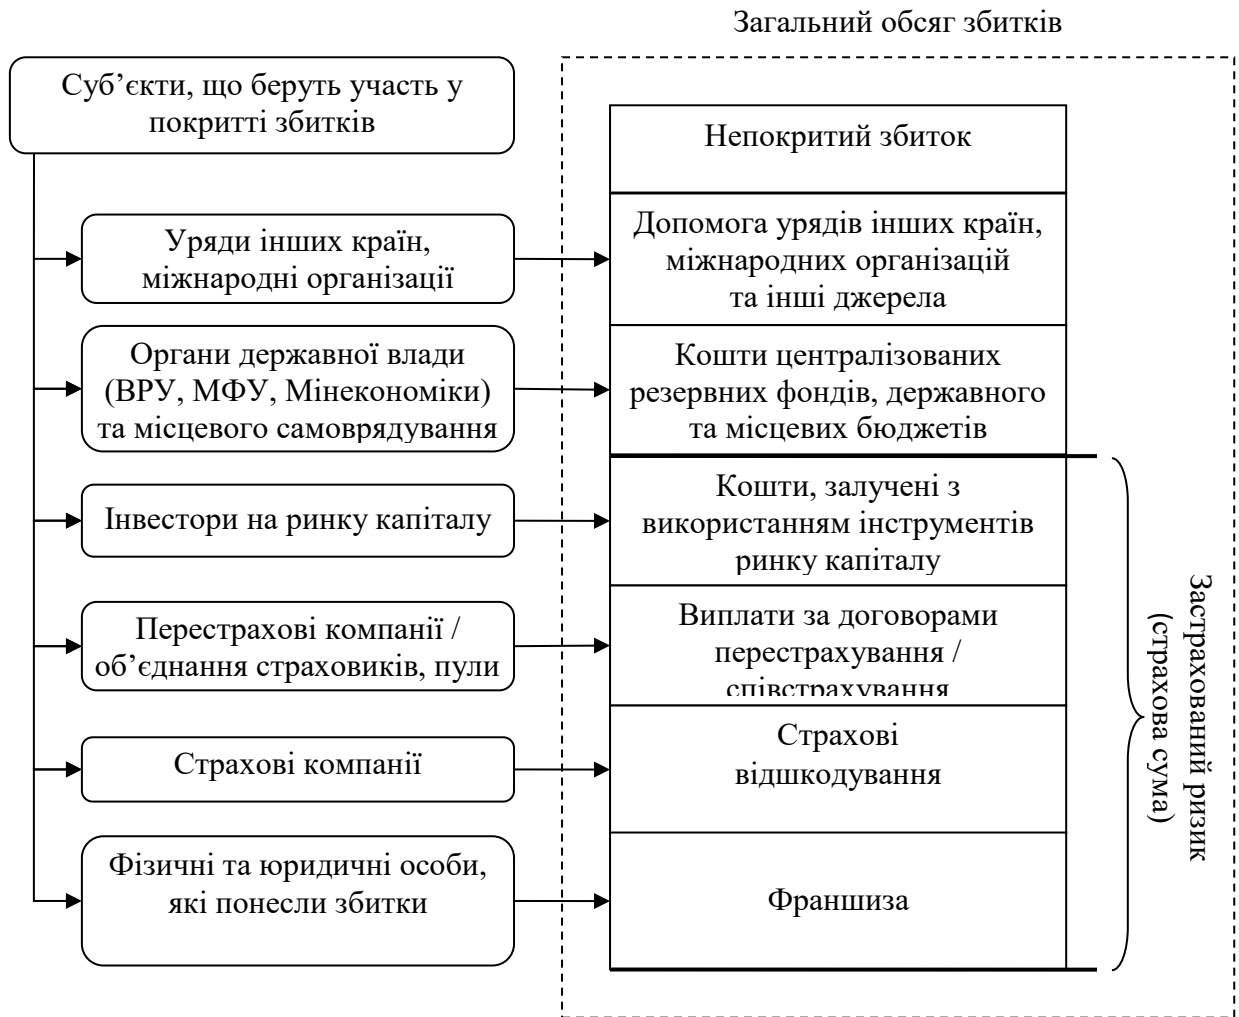 Загальний обсяг збитків
Суб’єкти, що беруть участь у
покритті збитків
Непокритий збиток
Уряди інших країн,
міжнародні організації
Допомога урядів інших країн,
міжнародних організацій
та інші джерела
Органи державної влади
(ВРУ, МФУ, Мінекономіки)
та місцевого самоврядування
Кошти централізованих
резервних фондів, державного
та місцевих бюджетів
Інвестори на ринку капіталу
Кошти, залучені з
використанням інструментів
ринку капіталу
Перестрахові компанії /
об’єднання страховиків, пули
Виплати за договорами
перестрахування /
співстрахування
Страхові компанії
Страхові
відшкодування
Фізичні та юридичні особи,
які понесли збитки
Франшиза
Застрахований ризик
(страхова сума)